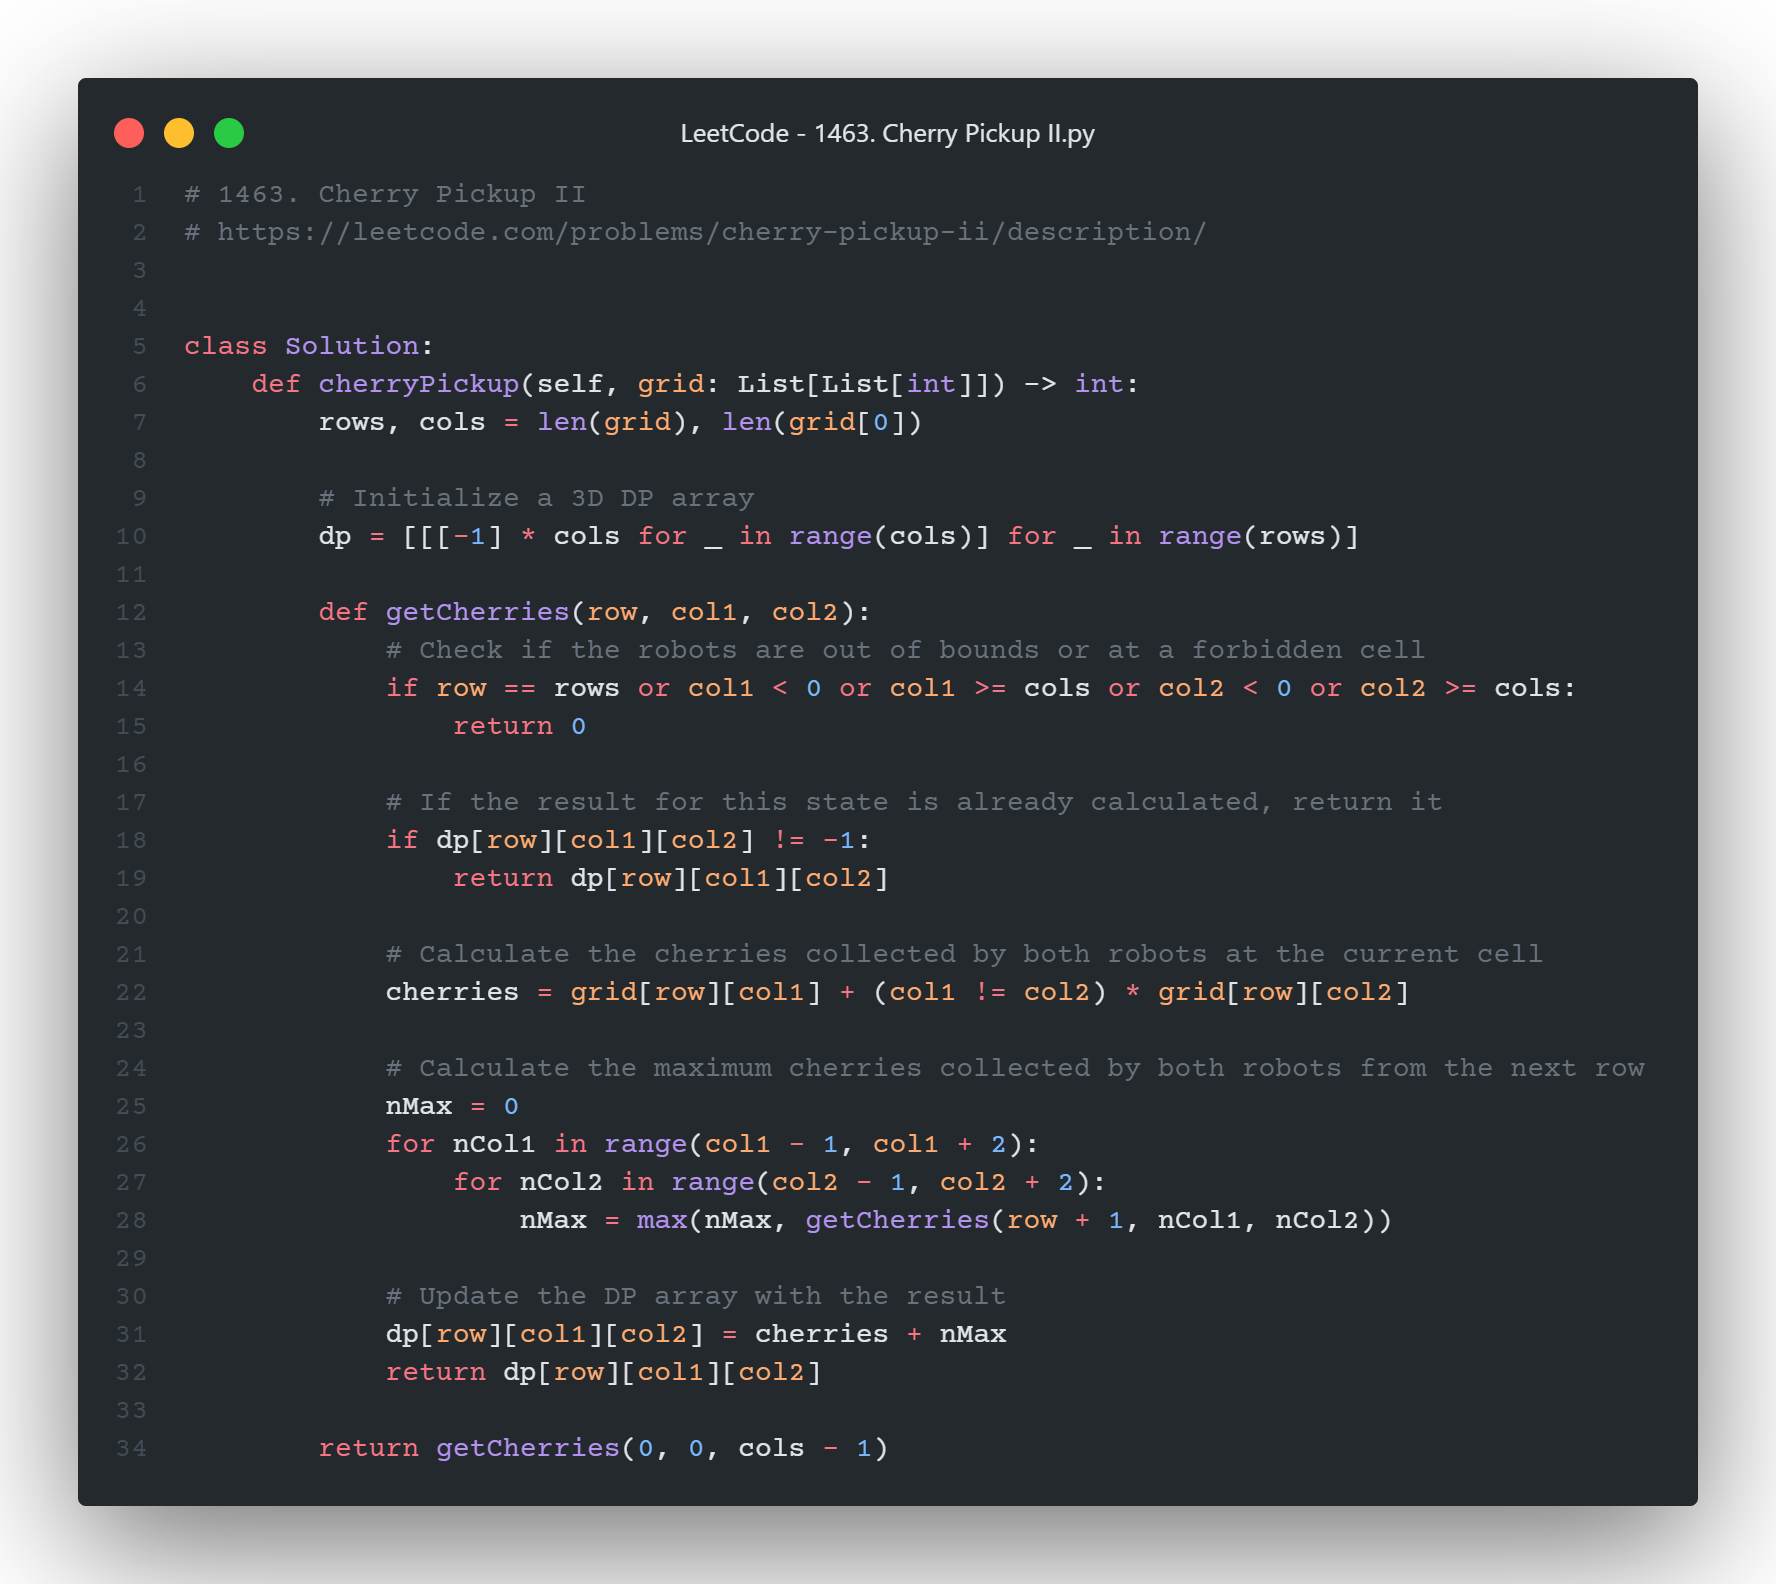 LeetCode - 1463. Cherry Pickup II.py
1 # 1463. Cherry Pickup II
2 # https://leetcode.com/problems/cherry-pickup-ii/description/
3
4
5 class Solution:
6     def cherryPickup(self, grid: List[List[int]]) -> int:
7         rows, cols = len(grid), len(grid[0])
8
9         # Initialize a 3D DP array
10         dp = [[[-1] * cols for _ in range(cols)] for _ in range(rows)]
11
12         def getCherries(row, col1, col2):
13             # Check if the robots are out of bounds or at a forbidden cell
14             if row == rows or col1 < 0 or col1 >= cols or col2 < 0 or col2 >= cols:
15                 return 0
16
17             # If the result for this state is already calculated, return it
18             if dp[row][col1][col2] != -1:
19                 return dp[row][col1][col2]
20
21             # Calculate the cherries collected by both robots at the current cell
22             cherries = grid[row][col1] + (col1 != col2) * grid[row][col2]
23
24             # Calculate the maximum cherries collected by both robots from the next row
25             nMax = 0
26             for nCol1 in range(col1 - 1, col1 + 2):
27                 for nCol2 in range(col2 - 1, col2 + 2):
28                     nMax = max(nMax, getCherries(row + 1, nCol1, nCol2))
29
30             # Update the DP array with the result
31             dp[row][col1][col2] = cherries + nMax
32             return dp[row][col1][col2]
33
34         return getCherries(0, 0, cols - 1)